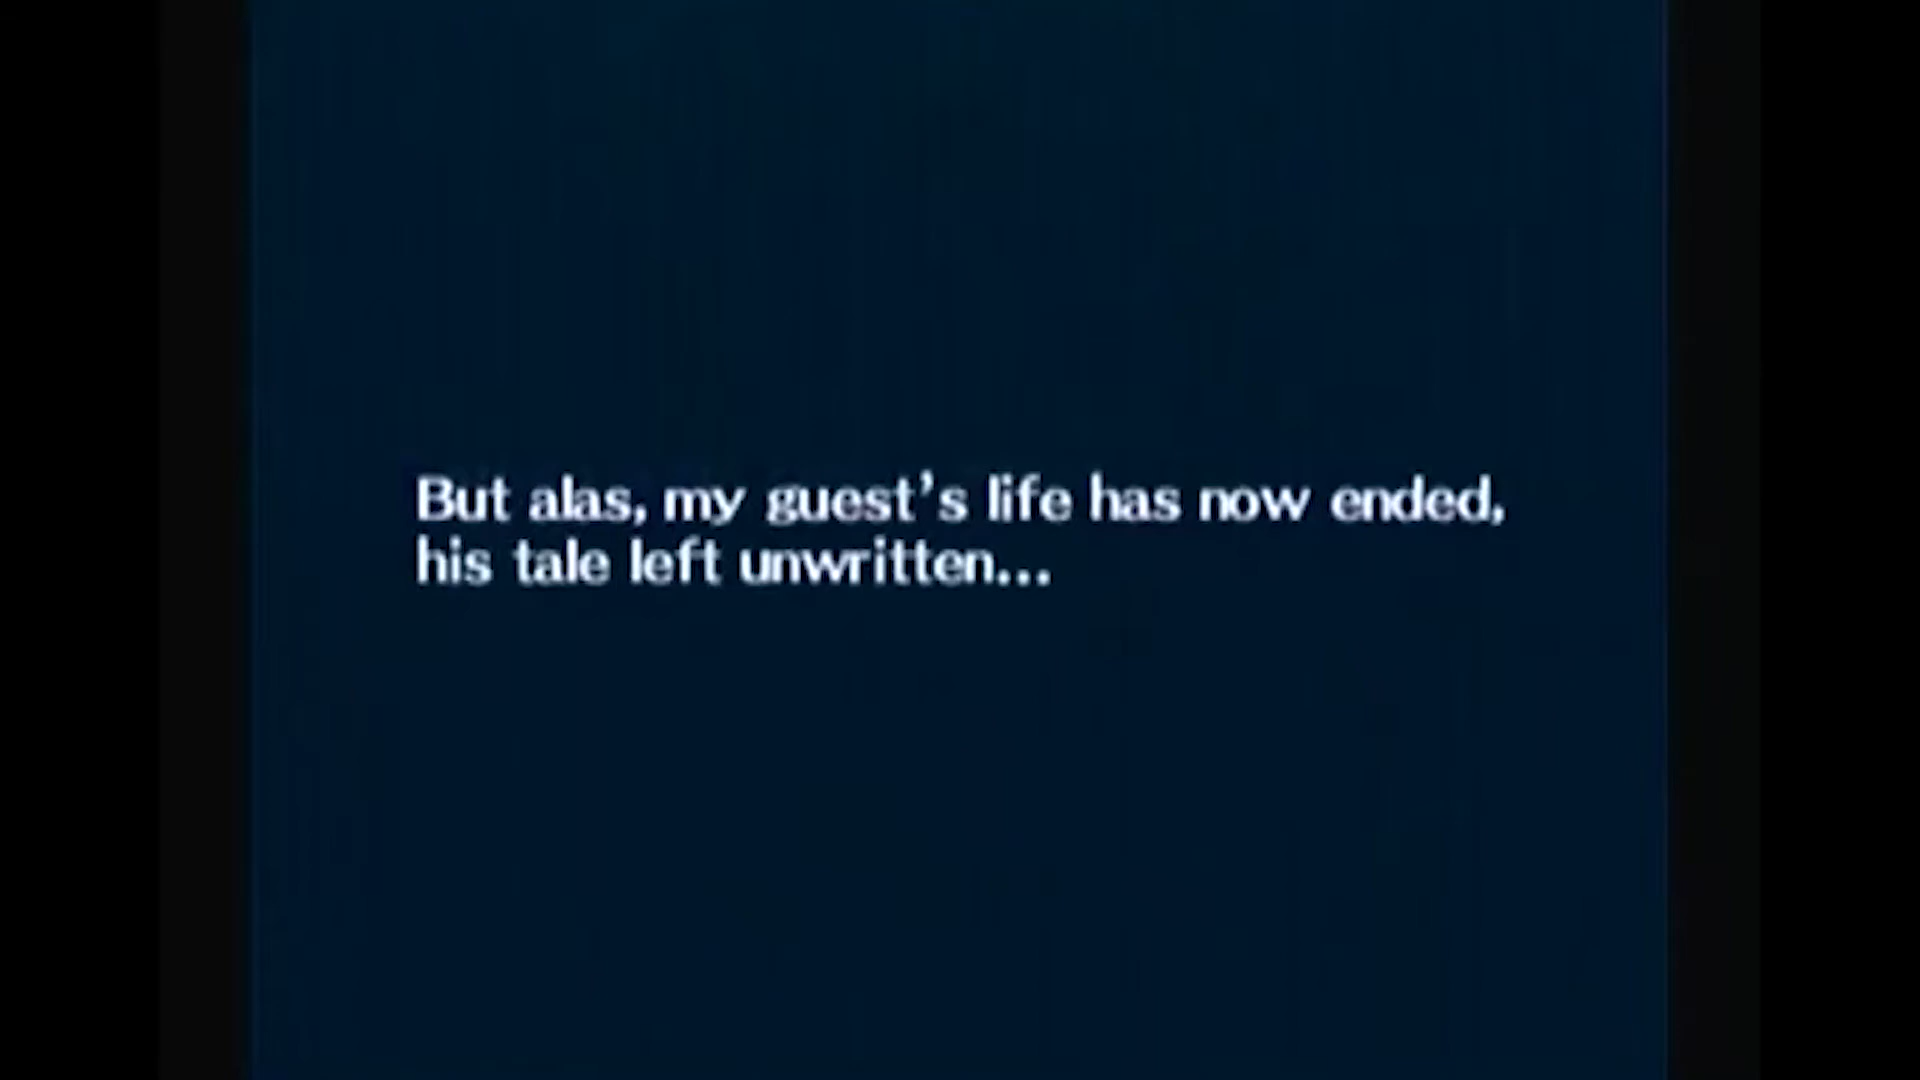 But alas, my guest’s life has now ended,
his tale left unwritten...